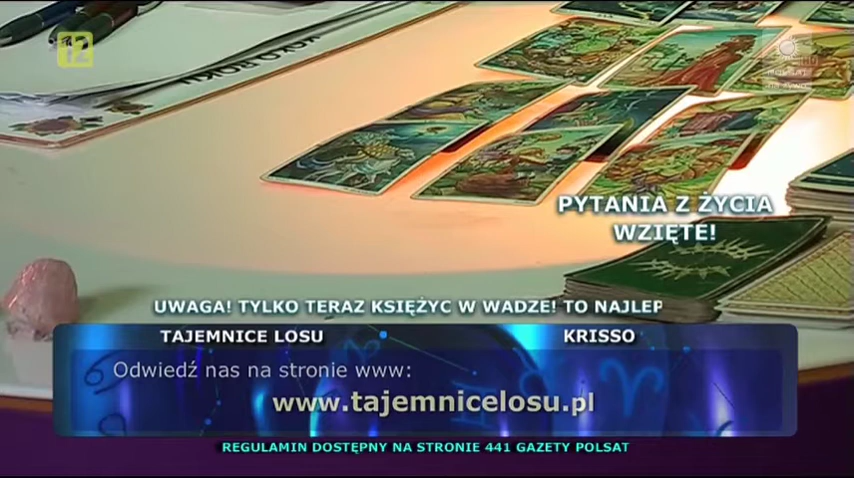 12
PYTANIA Z ŻYCIA
WZIĘTE!
UWAGA! TYLKO TERAZ KSIĘŻYC W WADZE! TO NAJLEP
TAJEMNICE LOSU
KRISSO
Odwiedź nas na stronie www:
www.tajemnicelosu.pl
REGULAMIN DOSTĘPNY NA STRONIE 441 GAZETY POLSAT